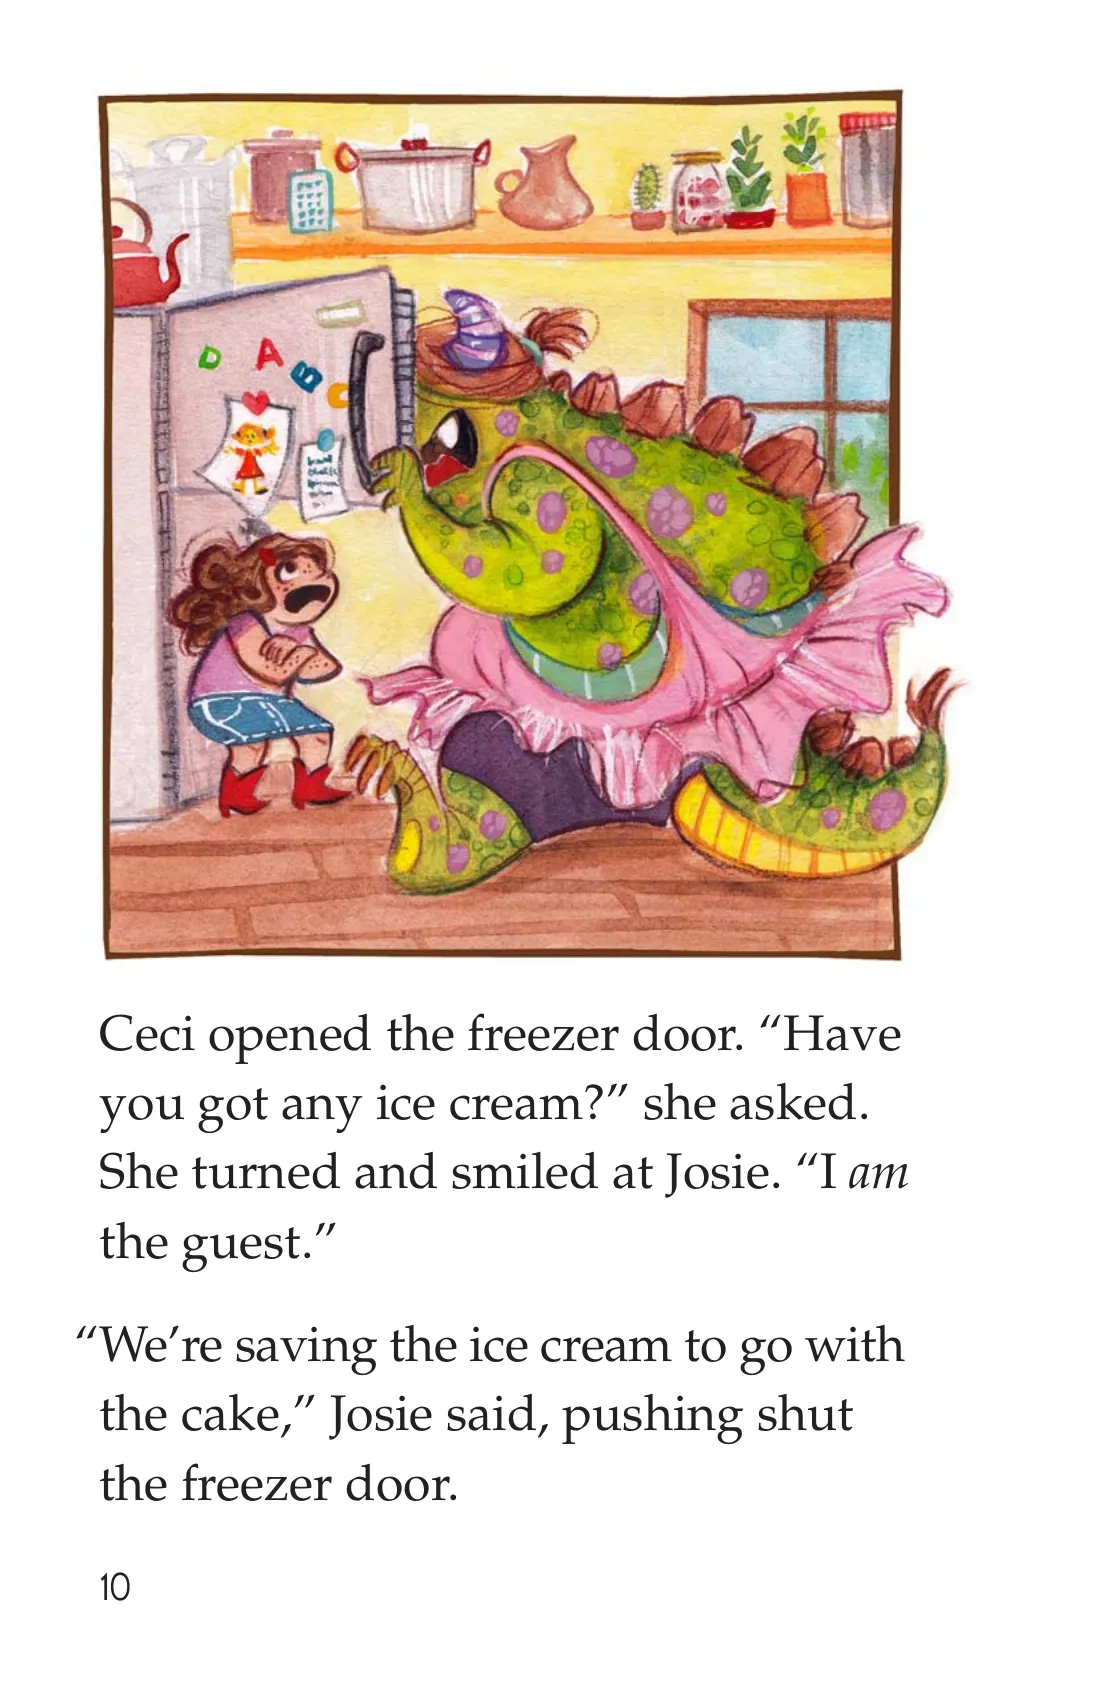 D A B C
Ceci opened the freezer door. “Have
you got any ice cream?” she asked.
She turned and smiled at Josie. “I am
the guest.”
“We’re saving the ice cream to go with
the cake,” Josie said, pushing shut
the freezer door.
10